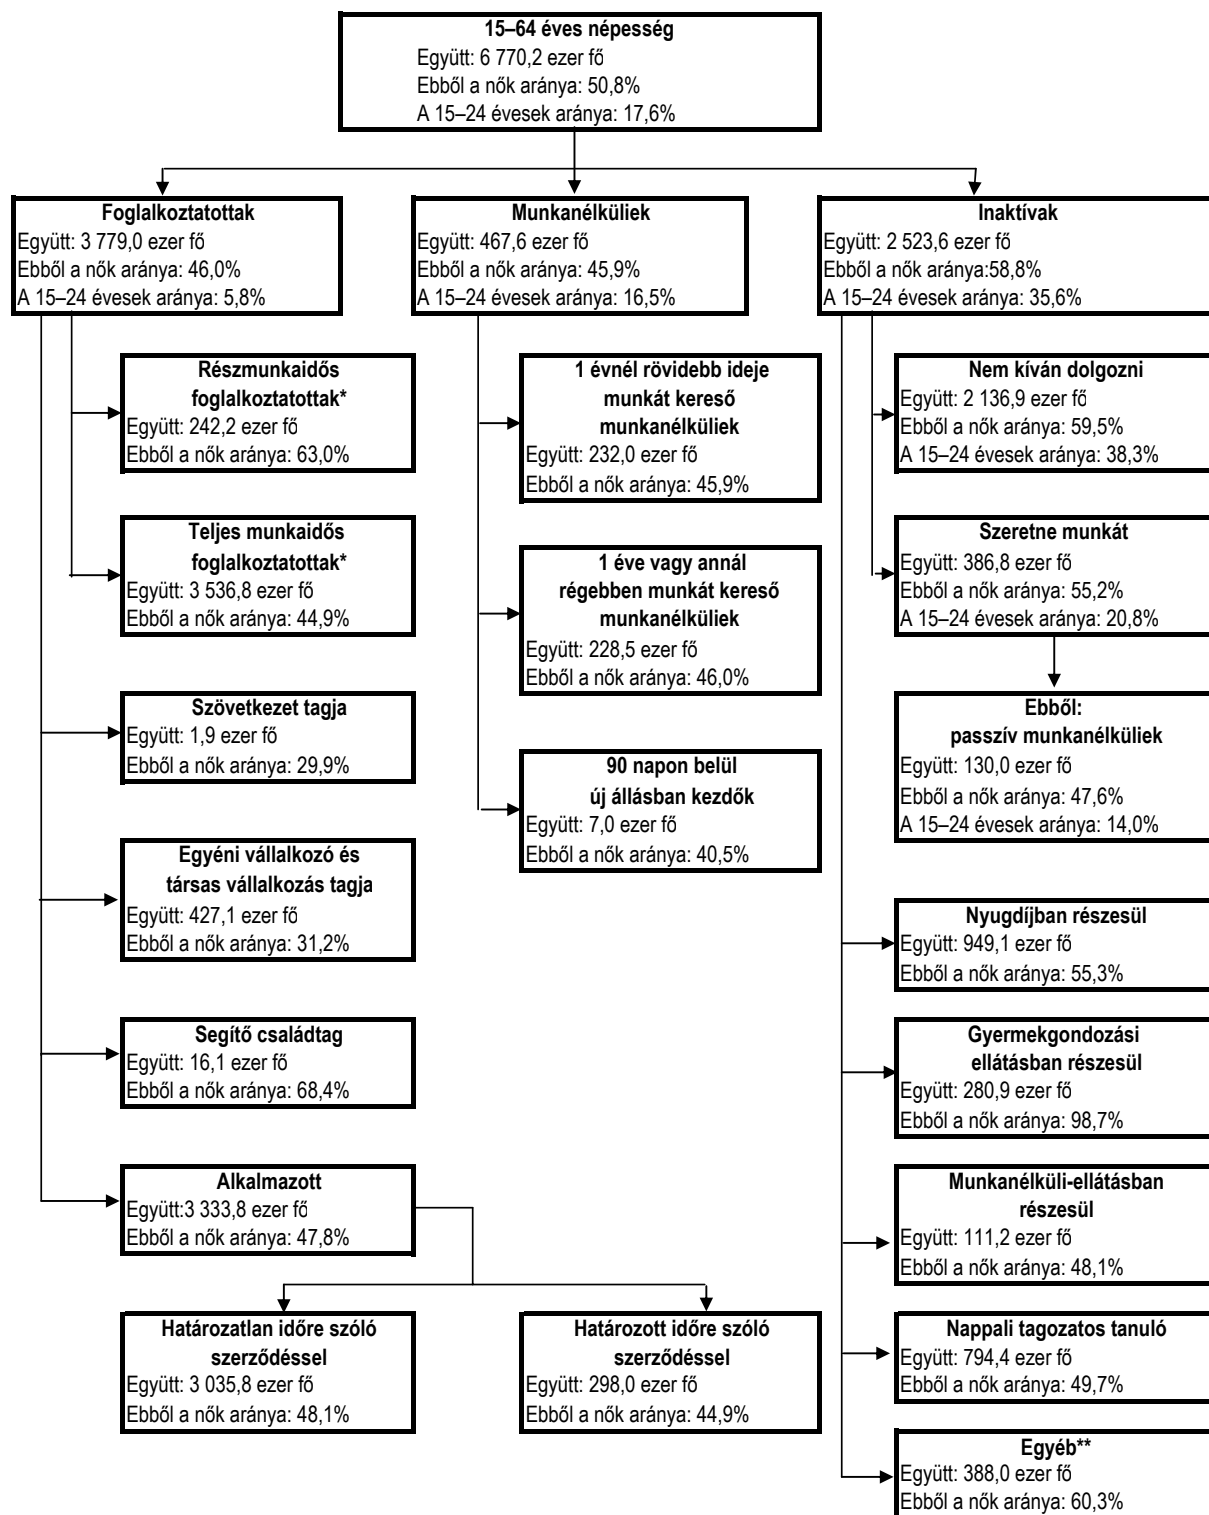 15–64 éves népesség
Együtt: 6 770,2 ezer fő
Ebből a nők aránya: 50,8%
A 15–24 évesek aránya: 17,6%
Foglalkoztatottak
Együtt: 3 779,0 ezer fő
Ebből a nők aránya: 46,0%
A 15–24 évesek aránya: 5,8%
Munkanélküliek
Együtt: 467,6 ezer fő
Ebből a nők aránya: 45,9%
A 15–24 évesek aránya: 16,5%
Inaktívak
Együtt: 2 523,6 ezer fő
Ebből a nők aránya:58,8%
A 15–24 évesek aránya: 35,6%
Részmunkaidős
foglalkoztatottak*
Együtt: 242,2 ezer fő
Ebből a nők aránya: 63,0%
Teljes munkaidős
foglalkoztatottak*
Együtt: 3 536,8 ezer fő
Ebből a nők aránya: 44,9%
Szövetkezet tagja
Együtt: 1,9 ezer fő
Ebből a nők aránya: 29,9%
Egyéni vállalkozó és
társas vállalkozás tagja
Együtt: 427,1 ezer fő
Ebből a nők aránya: 31,2%
Segítő családtag
Együtt: 16,1 ezer fő
Ebből a nők aránya: 68,4%
Alkalmazott
Együtt:3 333,8 ezer fő
Ebből a nők aránya: 47,8%
Határozatlan időre szóló
szerződéssel
Együtt: 3 035,8 ezer fő
Ebből a nők aránya: 48,1%
Határozott időre szóló
szerződéssel
Együtt: 298,0 ezer fő
Ebből a nők aránya: 44,9%
1 évnél rövidebb ideje
munkát kereső
munkanélküliek
Együtt: 232,0 ezer fő
Ebből a nők aránya: 45,9%
1 éve vagy annál
régebben munkát kereső
munkanélküliek
Együtt: 228,5 ezer fő
Ebből a nők aránya: 46,0%
90 napon belül
új állásban kezdők
Együtt: 7,0 ezer fő
Ebből a nők aránya: 40,5%
Nem kíván dolgozni
Együtt: 2 136,9 ezer fő
Ebből a nők aránya: 59,5%
A 15–24 évesek aránya: 38,3%
Szeretne munkát
Együtt: 386,8 ezer fő
Ebből a nők aránya: 55,2%
A 15–24 évesek aránya: 20,8%
Ebből:
passzív munkanélküliek
Együtt: 130,0 ezer fő
Ebből a nők aránya: 47,6%
A 15–24 évesek aránya: 14,0%
Nyugdíjban részesül
Együtt: 949,1 ezer fő
Ebből a nők aránya: 55,3%
Gyermekgondozási
ellátásban részesül
Együtt: 280,9 ezer fő
Ebből a nők aránya: 98,7%
Munkanélküli-ellátásban
részesül
Együtt: 111,2 ezer fő
Ebből a nők aránya: 48,1%
Nappali tagozatos tanuló
Együtt: 794,4 ezer fő
Ebből a nők aránya: 49,7%
Egyéb**
Együtt: 388,0 ezer fő
Ebből a nők aránya: 60,3%